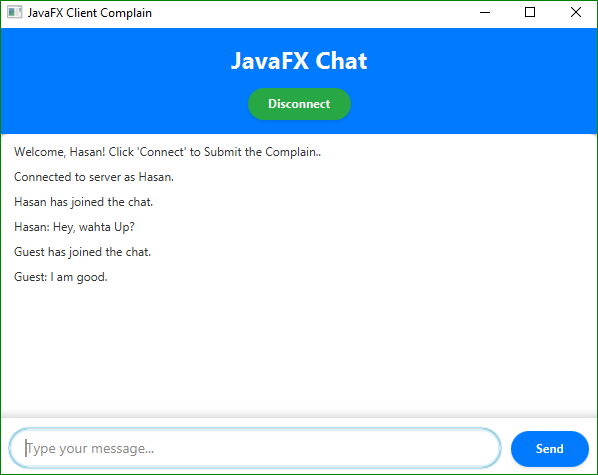 JavaFX Client Complain
JavaFX Chat
Disconnect
Welcome, Hasan! Click 'Connect' to Submit the Complain..
Connected to server as Hasan.
Hasan has joined the chat.
Hasan: Hey, wahta Up?
Guest has joined the chat.
Guest: I am good.
Type your message...
Send